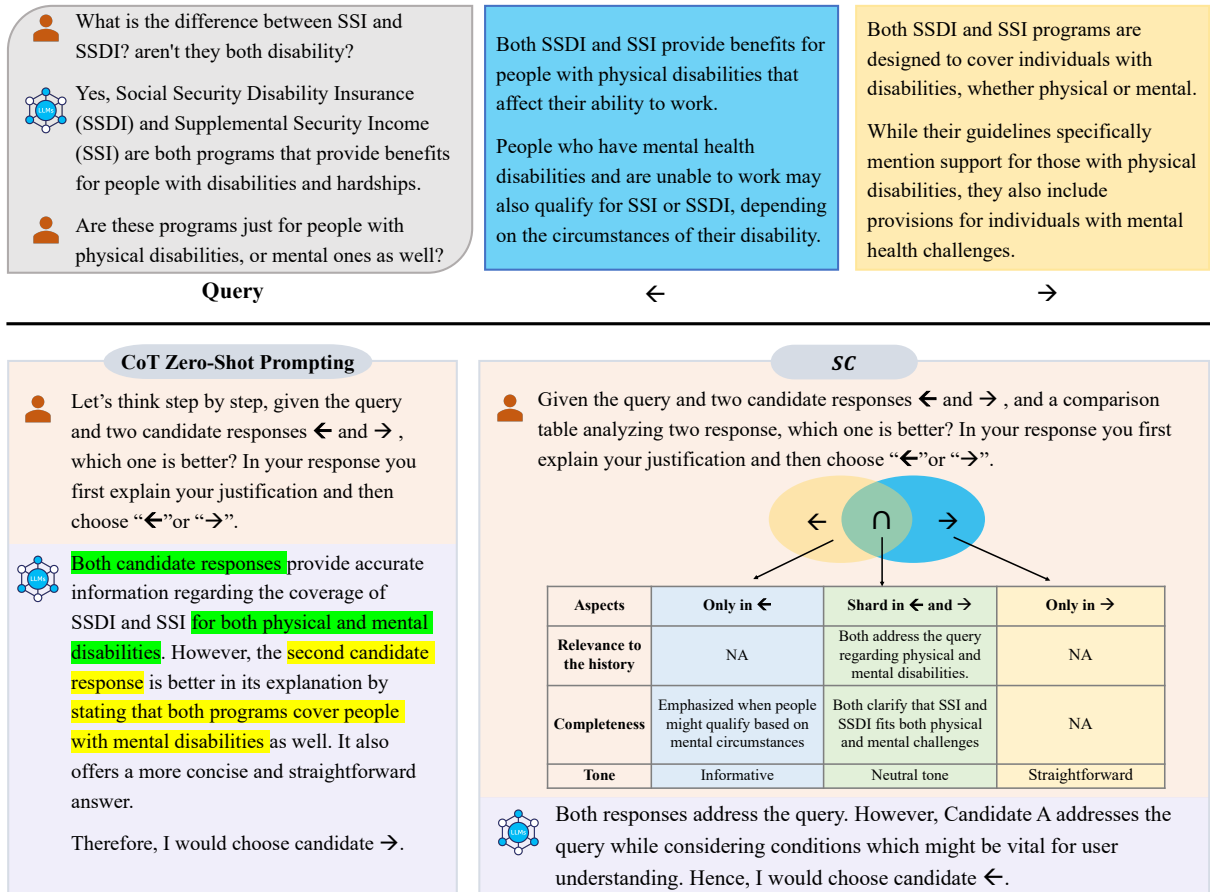 What is the difference between SSI and
SSDI? aren't they both disability?
LLMs
Yes, Social Security Disability Insurance
(SSDI) and Supplemental Security Income
(SSI) are both programs that provide benefits
for people with disabilities and hardships.
Are these programs just for people with
physical disabilities, or mental ones as well?
Query
Both SSDI and SSI provide benefits for
people with physical disabilities that
affect their ability to work.
People who have mental health
disabilities and are unable to work may
also qualify for SSI or SSDI, depending
on the circumstances of their disability.
←
Both SSDI and SSI programs are
designed to cover individuals with
disabilities, whether physical or mental.
While their guidelines specifically
mention support for those with physical
disabilities, they also include
provisions for individuals with mental
health challenges.
→
CoT Zero-Shot Prompting
Let's think step by step, given the query
and two candidate responses ← and → ,
which one is better? In your response you
first explain your justification and then
choose “←”or “→”.
LLMs
Both candidate responses provide accurate
information regarding the coverage of
SSDI and SSI for both physical and mental
disabilities. However, the second candidate
response is better in its explanation by
stating that both programs cover people
with mental disabilities as well. It also
offers a more concise and straightforward
answer.
Therefore, I would choose candidate →.
SC
Given the query and two candidate responses ← and → , and a comparison
table analyzing two response, which one is better? In your response you first
explain your justification and then choose “←”or “→”.
← ∩ →
Aspects Only in ← Shard in ← and → Only in →
Relevance to
the history
NA
Both address the query
regarding physical and
mental disabilities.
NA
Completeness
Emphasized when people
might qualify based on
mental circumstances
Both clarify that SSI and
SSDI fits both physical
and mental challenges
NA
Tone Informative Neutral tone Straightforward
LLMs
Both responses address the query. However, Candidate A addresses the
query while considering conditions which might be vital for user
understanding. Hence, I would choose candidate ←.